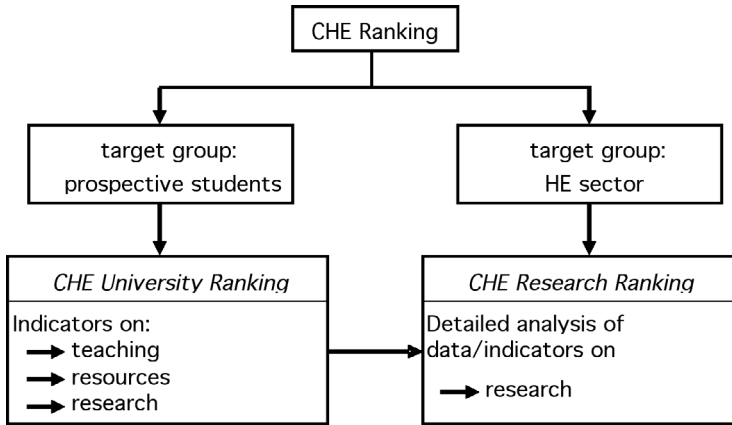 CHE Ranking
target group:
prospective students
target group:
HE sector
CHE University Ranking
Indicators on:
teaching
resources
research
CHE Research Ranking
Detailed analysis of
data/indicators on
research